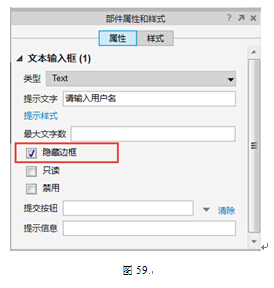 部件属性和样式
属性 样式
文本输入框 (1)
类型 Text
提示文字 请输入用户名
提示样式
最大文字数
隐藏边框
只读
禁用
提交按钮 清除
提示信息
图 59.